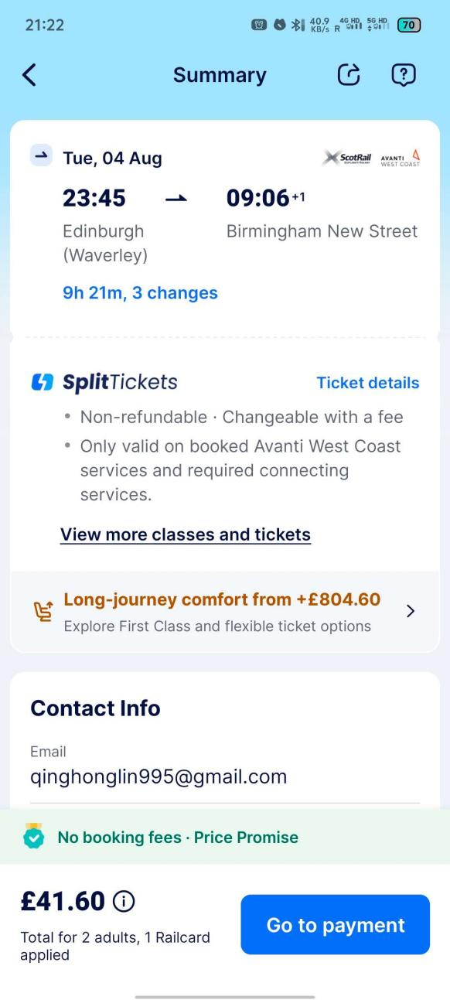 21:22
40.9 KB/s R 4G HD 5G HD 70
Summary
Tue, 04 Aug
ScotRail
AVANTI
WEST COAST
23:45
09:06 +1
Edinburgh
(Waverley)
Birmingham New Street
9h 21m, 3 changes
SplitTickets
Ticket details
• Non-refundable · Changeable with a fee
• Only valid on booked Avanti West Coast
services and required connecting
services.
View more classes and tickets
Long-journey comfort from +£804.60
Explore First Class and flexible ticket options
Contact Info
Email
qinghonglin995@gmail.com
No booking fees · Price Promise
£41.60
Total for 2 adults, 1 Railcard
applied
Go to payment